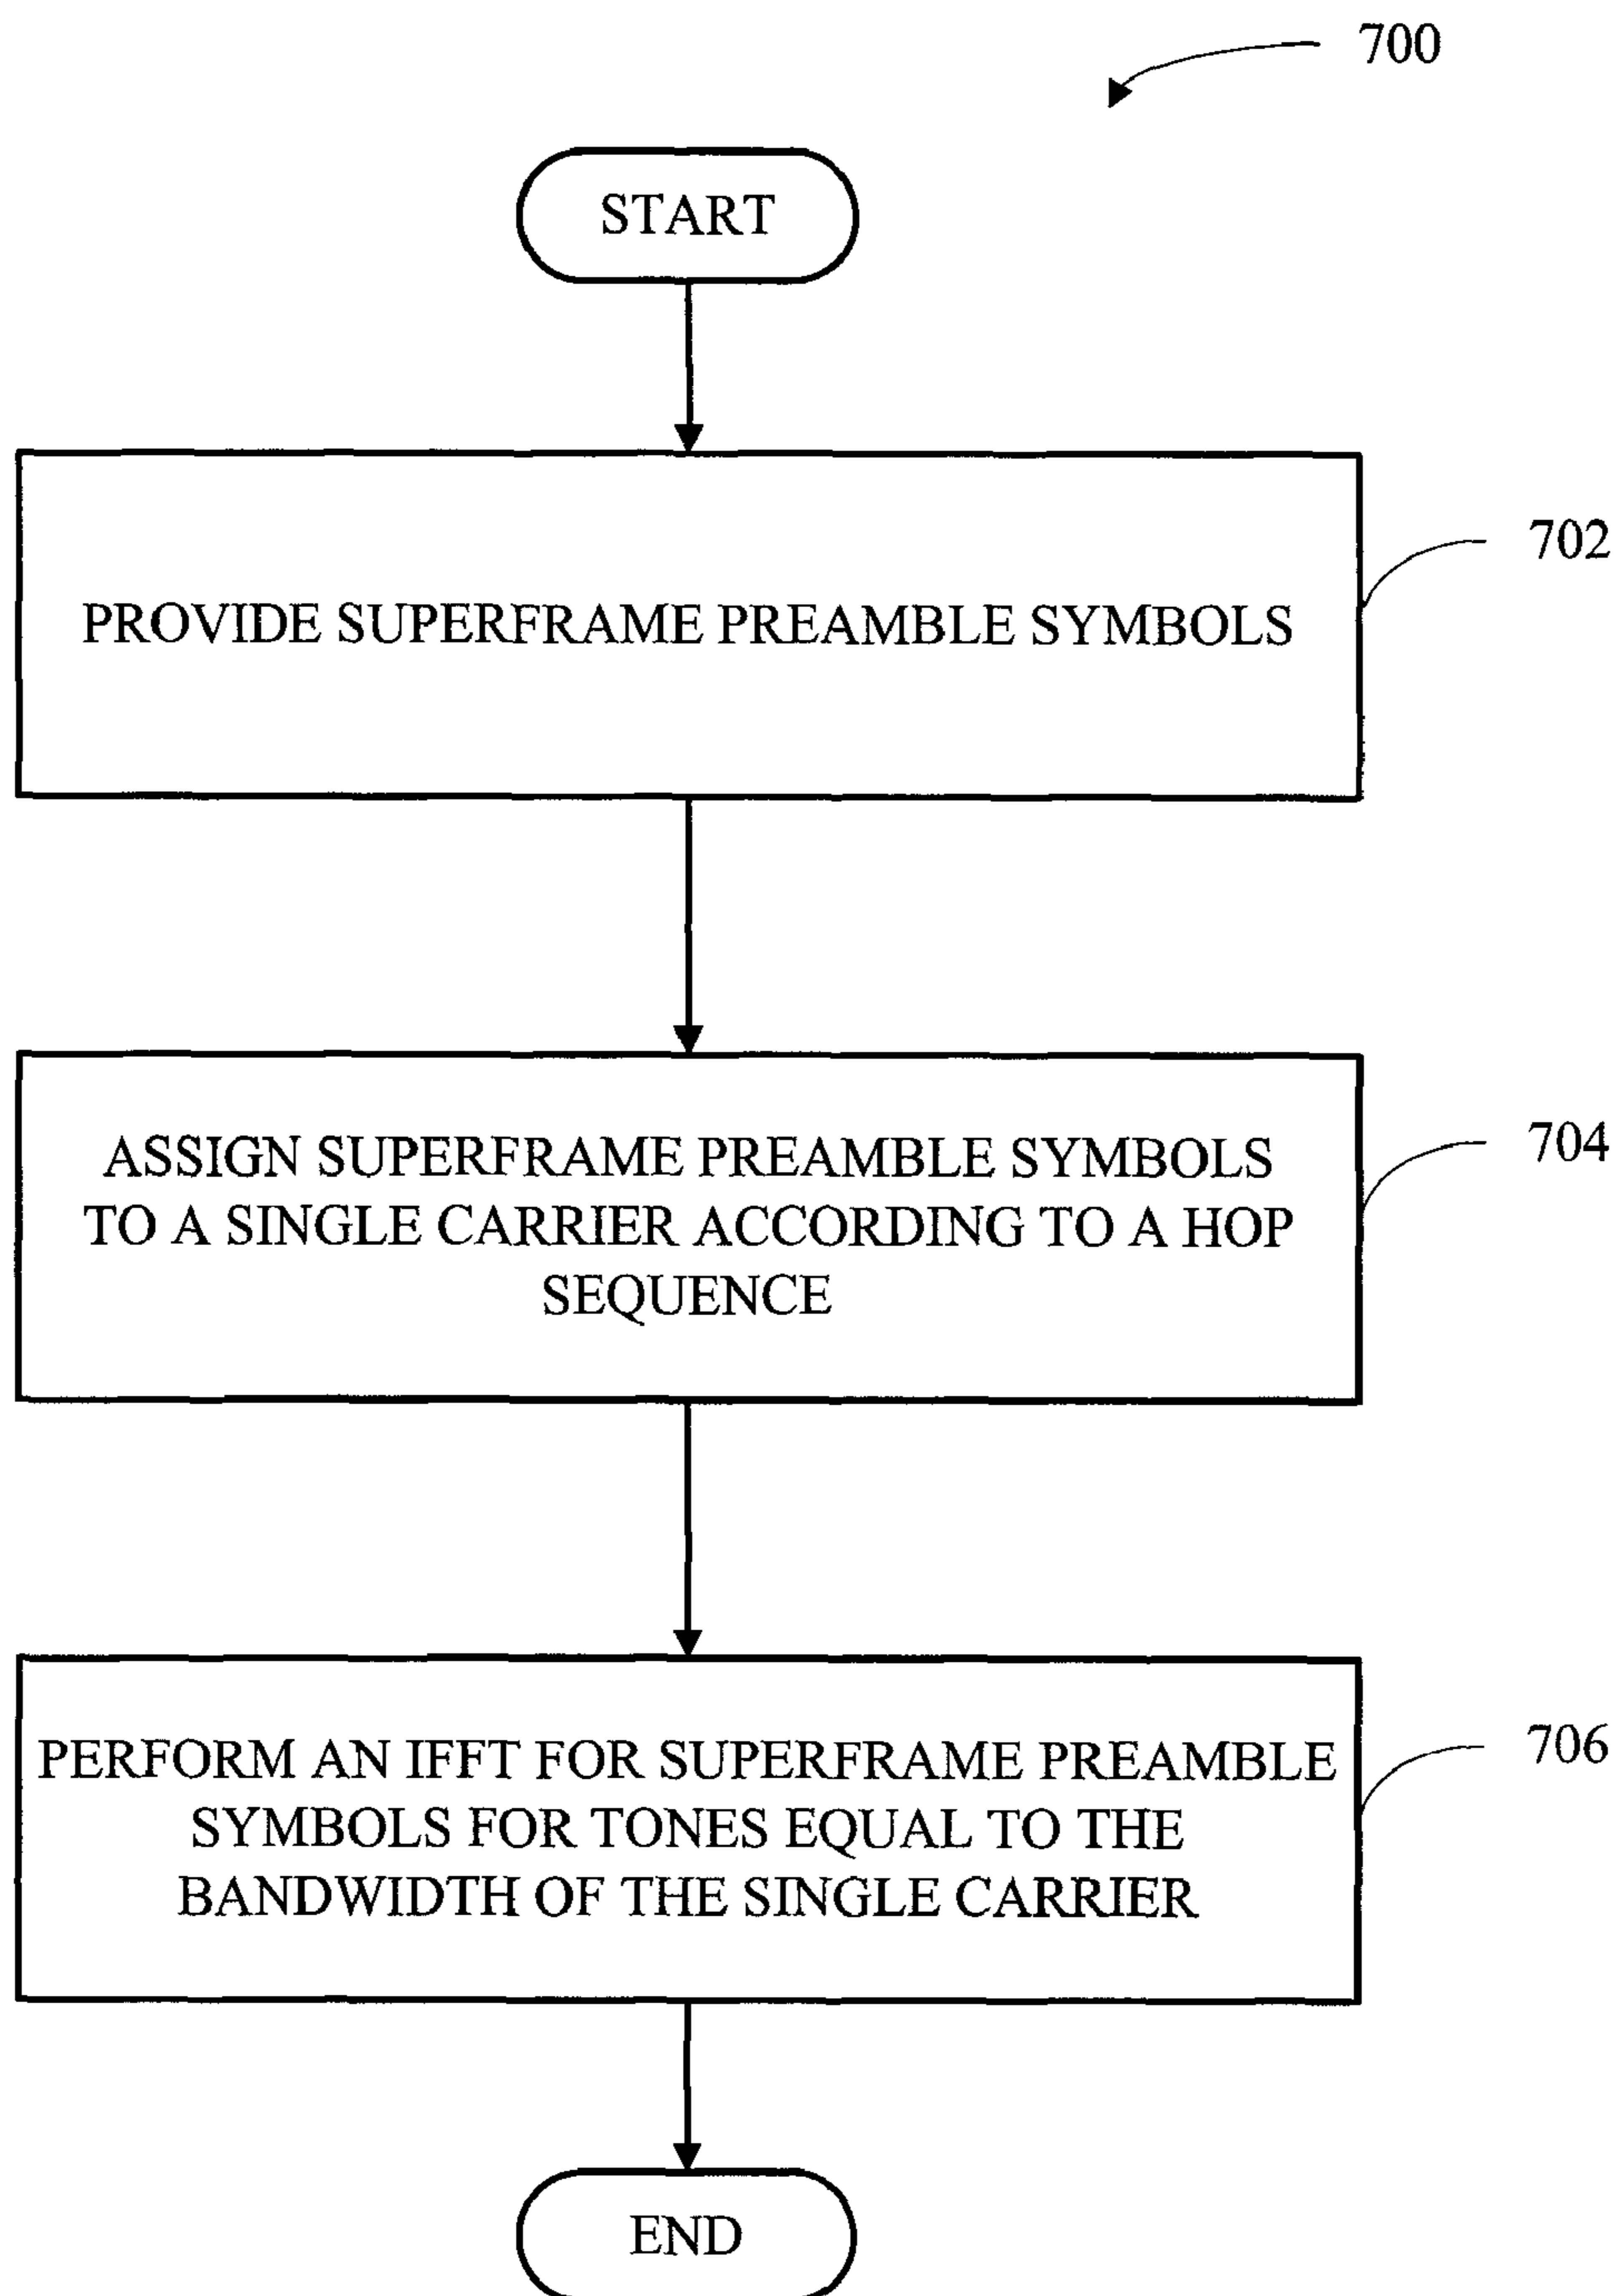 700
START
702
PROVIDE SUPERFRAME PREAMBLE SYMBOLS
704
ASSIGN SUPERFRAME PREAMBLE SYMBOLS
TO A SINGLE CARRIER ACCORDING TO A HOP
SEQUENCE
706
PERFORM AN IFFT FOR SUPERFRAME PREAMBLE
SYMBOLS FOR TONES EQUAL TO THE
BANDWIDTH OF THE SINGLE CARRIER
END